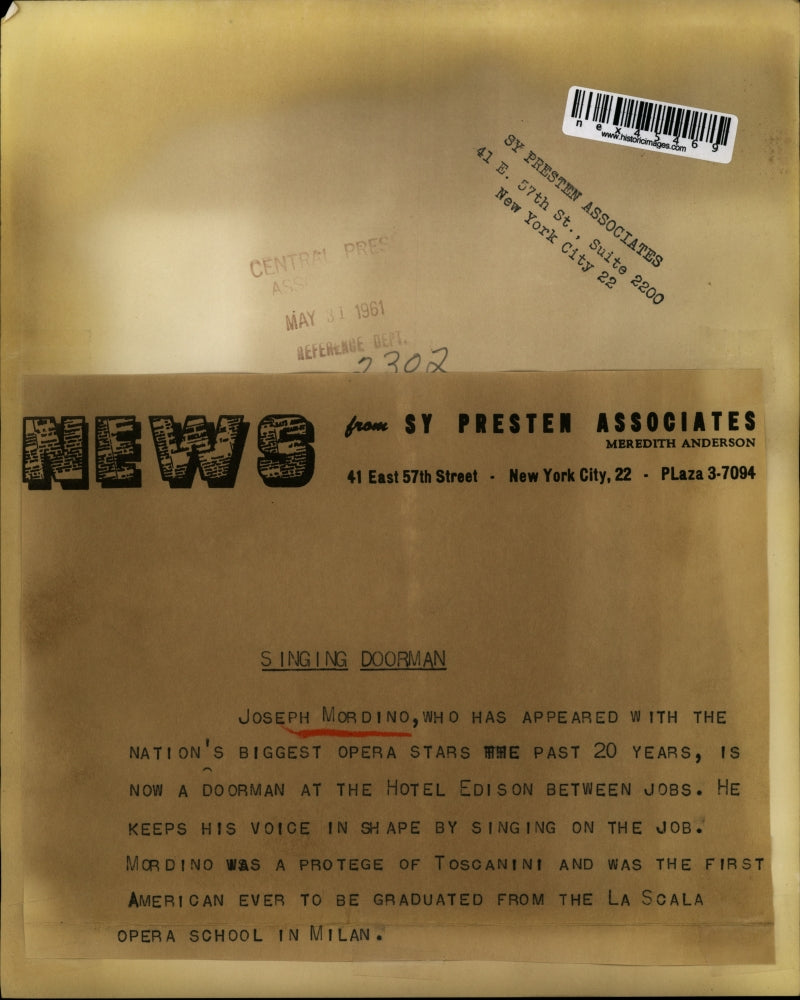 nex45469
www.historicimages.com
SY PRESTEN ASSOCIATES
41 E. 57th St., Suite 2200
New York City 22
CENTRAL PRESS
ASS
MAY 31 1961
REFERENCE DEPT.
2302
NEWS from SY PRESTEN ASSOCIATES
MEREDITH ANDERSON
41 East 57th Street - New York City, 22 - PLaza 3-7094
SINGING DOORMAN
JOSEPH MORDINO, WHO HAS APPEARED WITH THE
NATION'S BIGGEST OPERA STARS THE PAST 20 YEARS, IS
NOW A DOORMAN AT THE HOTEL EDISON BETWEEN JOBS. HE
KEEPS HIS VOICE IN SHAPE BY SINGING ON THE JOB.
MORDINO WAS A PROTEGE OF TOSCANINI AND WAS THE FIRST
AMERICAN EVER TO BE GRADUATED FROM THE LA SCALA
OPERA SCHOOL IN MILAN.